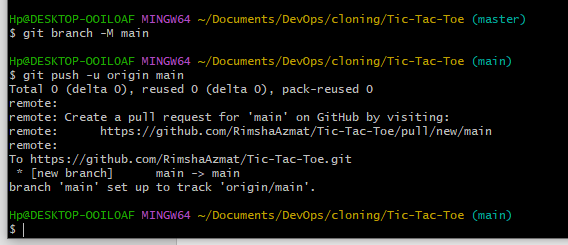 Hp@DESKTOP-OOILOAF MINGW64 ~/Documents/DevOps/cloning/Tic-Tac-Toe (master)
$ git branch -M main
Hp@DESKTOP-OOILOAF MINGW64 ~/Documents/DevOps/cloning/Tic-Tac-Toe (main)
$ git push -u origin main
Total 0 (delta 0), reused 0 (delta 0), pack-reused 0
remote:
remote: Create a pull request for 'main' on GitHub by visiting:
remote:      https://github.com/RimshaAzmat/Tic-Tac-Toe/pull/new/main
remote:
To https://github.com/RimshaAzmat/Tic-Tac-Toe.git
 * [new branch]      main -> main
branch 'main' set up to track 'origin/main'.
Hp@DESKTOP-OOILOAF MINGW64 ~/Documents/DevOps/cloning/Tic-Tac-Toe (main)
$